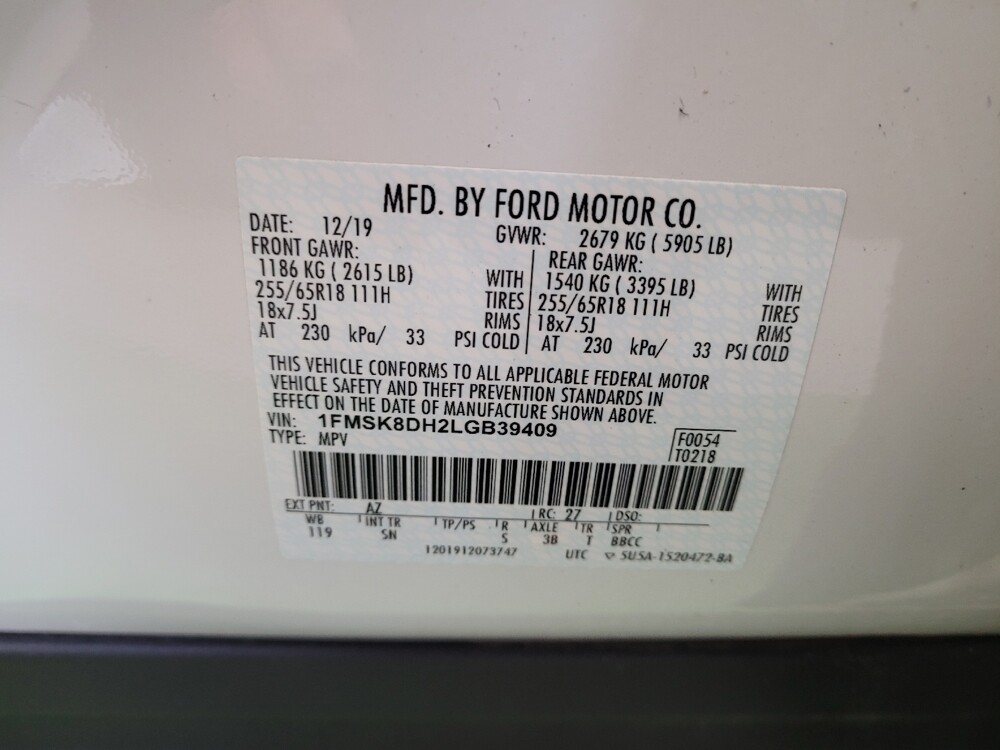 MFD. BY FORD MOTOR CO.
DATE: 12/19 GVWR: 2679 KG ( 5905 LB)
FRONT GAWR: REAR GAWR:
1186 KG ( 2615 LB) WITH 1540 KG ( 3395 LB) WITH
255/65R18 111H TIRES 255/65R18 111H TIRES
18x7.5J RIMS 18x7.5J RIMS
AT 230 kPa/ 33 PSI COLD AT 230 kPa/ 33 PSI COLD
THIS VEHICLE CONFORMS TO ALL APPLICABLE FEDERAL MOTOR
VEHICLE SAFETY AND THEFT PREVENTION STANDARDS IN
EFFECT ON THE DATE OF MANUFACTURE SHOWN ABOVE.
VIN: 1FMSK8DH2LGB39409
TYPE: MPV
F0054
T0218
EXT PNT: AZ RC: 27 DSO:
WB INT TR TP/PS R AXLE TR SPR
119 SN S 3B T BBCC
1201912073747 UTC ▽ SU5A-1520472-BA